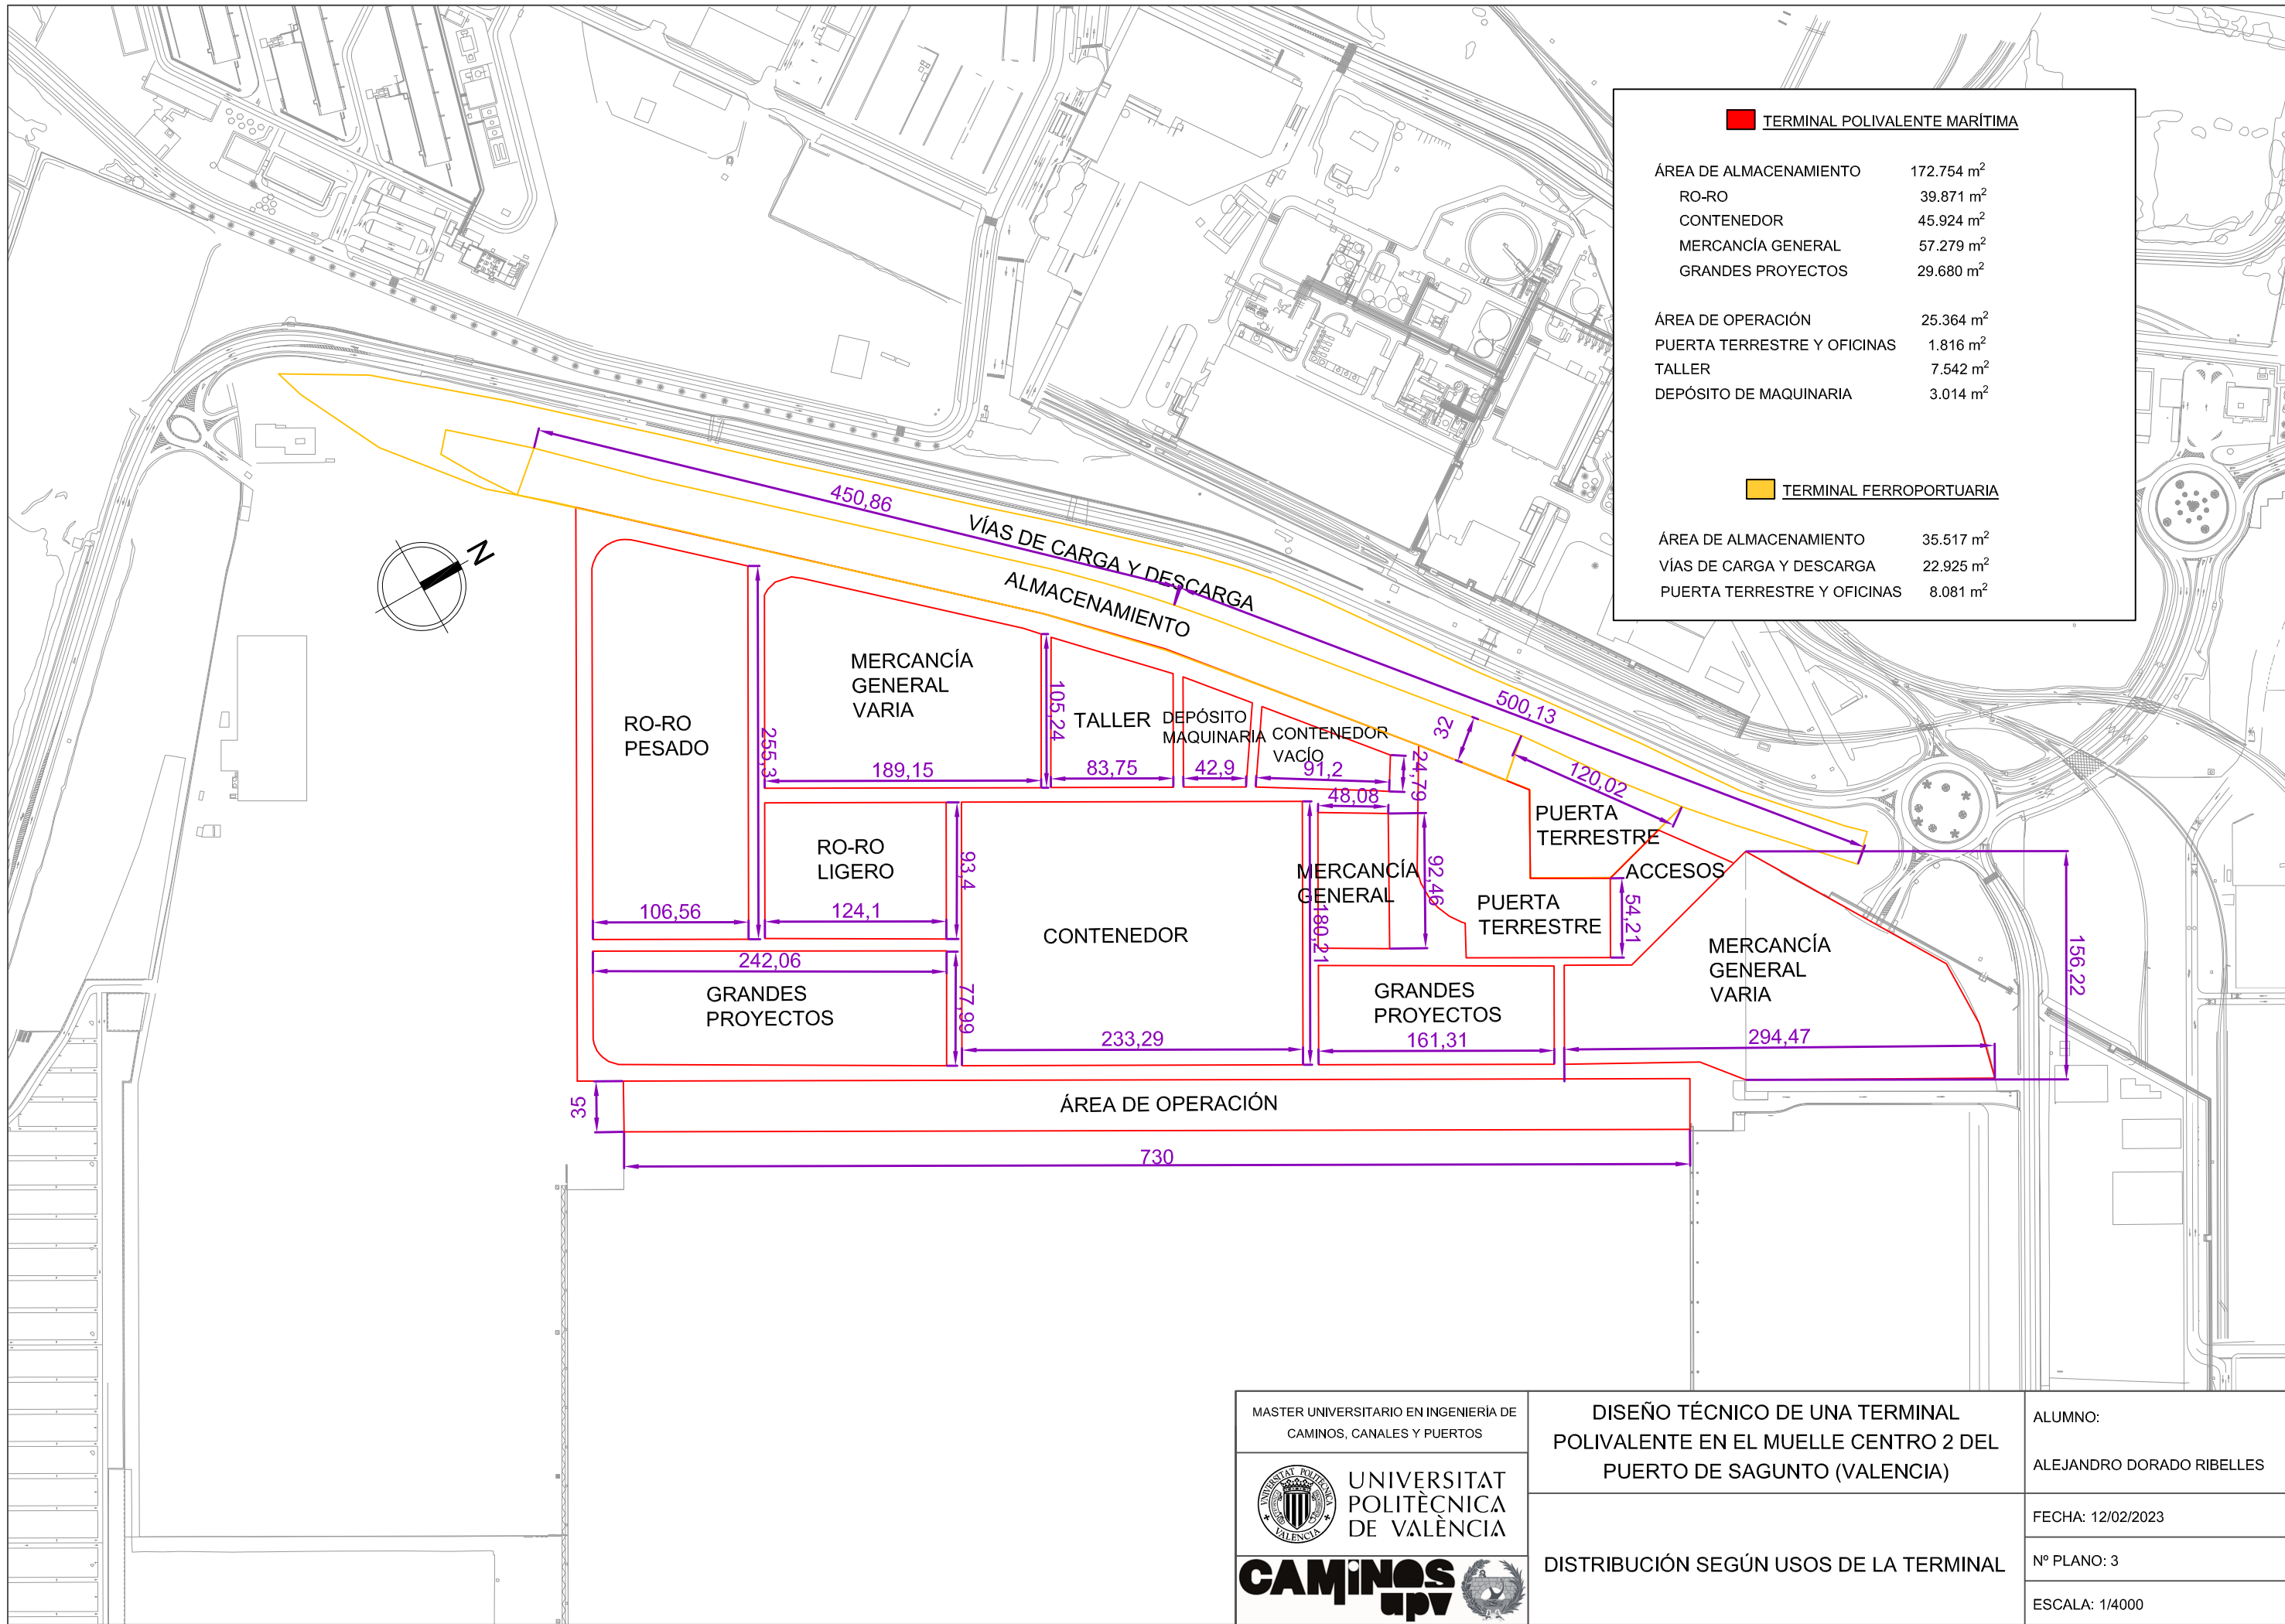 TERMINAL POLIVALENTE MARÍTIMA
ÁREA DE ALMACENAMIENTO 172.754 m²
RO-RO 39.871 m²
CONTENEDOR 45.924 m²
MERCANCÍA GENERAL 57.279 m²
GRANDES PROYECTOS 29.680 m²
ÁREA DE OPERACIÓN 25.364 m²
PUERTA TERRESTRE Y OFICINAS 1.816 m²
TALLER 7.542 m²
DEPÓSITO DE MAQUINARIA 3.014 m²
TERMINAL FERROPORTUARIA
ÁREA DE ALMACENAMIENTO 35.517 m²
VÍAS DE CARGA Y DESCARGA 22.925 m²
PUERTA TERRESTRE Y OFICINAS 8.081 m²
450,86
VÍAS DE CARGA Y DESCARGA
ALMACENAMIENTO
N
500,13
32
120,02
RO-RO
PESADO
255,3
106,56
MERCANCÍA
GENERAL
VARIA
189,15
105,24
TALLER
83,75
DEPÓSITO
MAQUINARIA
42,9
CONTENEDOR
VACÍO
91,2
24,79
48,08
PUERTA
TERRESTRE
RO-RO
LIGERO
124,1
93,4
MERCANCÍA
GENERAL
92,46
180,21
ACCESOS
PUERTA
TERRESTRE
54,21
CONTENEDOR
233,29
242,06
GRANDES
PROYECTOS
77,99
GRANDES
PROYECTOS
161,31
MERCANCÍA
GENERAL
VARIA
294,47
156,22
35
ÁREA DE OPERACIÓN
730
MASTER UNIVERSITARIO EN INGENIERÍA DE
CAMINOS, CANALES Y PUERTOS
UNIVERSITAT POLITECNICA
VALENCIA
UNIVERSITAT
POLITÈCNICA
DE VALÈNCIA
CAMINOS
upv
DISEÑO TÉCNICO DE UNA TERMINAL
POLIVALENTE EN EL MUELLE CENTRO 2 DEL
PUERTO DE SAGUNTO (VALENCIA)
DISTRIBUCIÓN SEGÚN USOS DE LA TERMINAL
ALUMNO:
ALEJANDRO DORADO RIBELLES
FECHA: 12/02/2023
Nº PLANO: 3
ESCALA: 1/4000